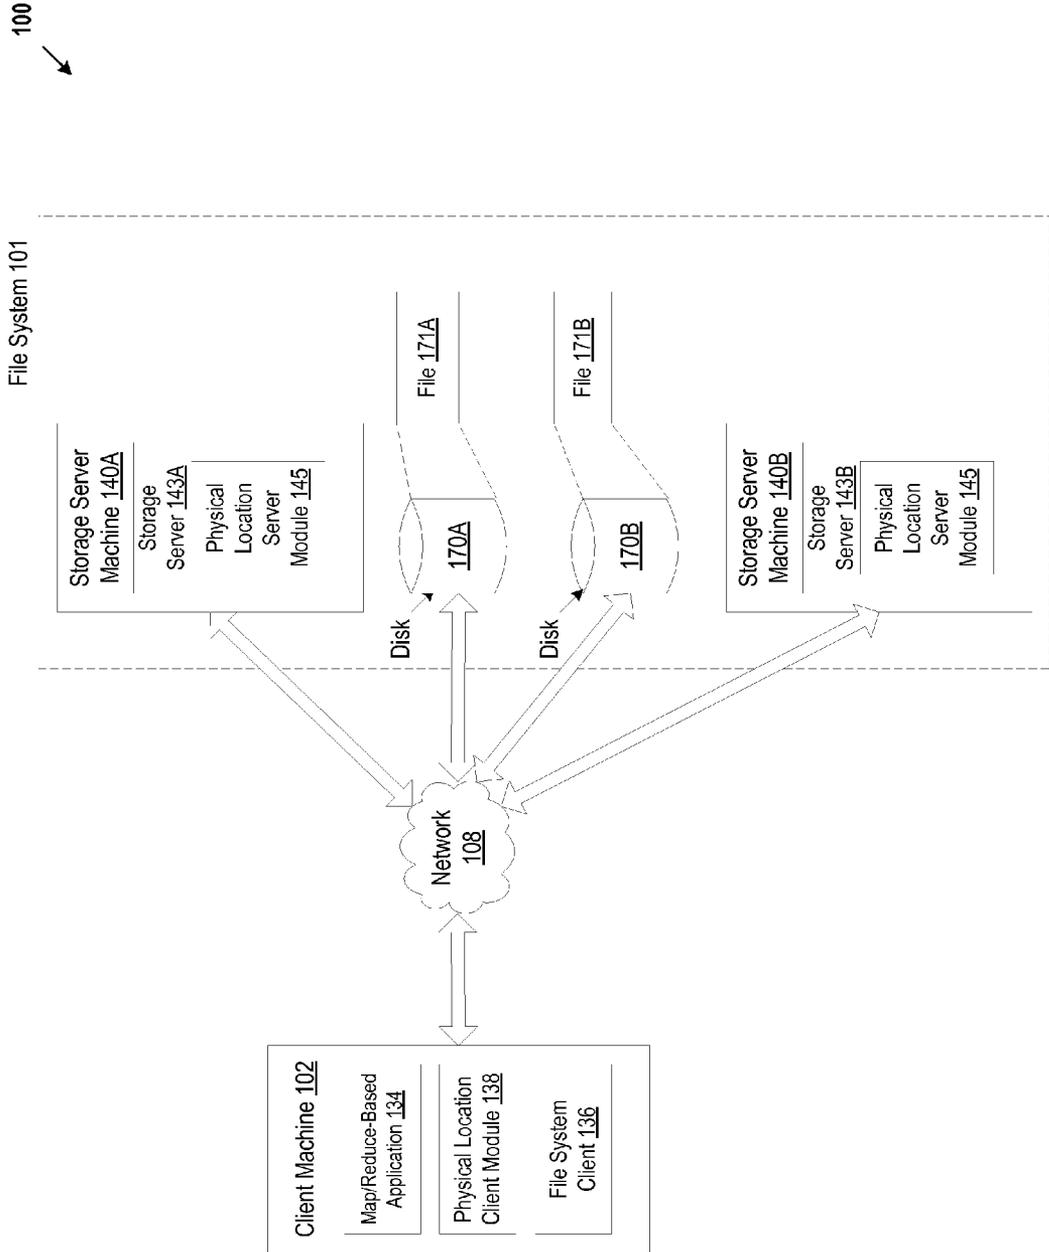 100
File System 101
Storage Server
Machine 140A
Storage
Server 143A
Physical
Location
Server
Module 145
Disk
170A
File 171A
Disk
170B
File 171B
Storage Server
Machine 140B
Storage
Server 143B
Physical
Location
Server
Module 145
Network
108
Client Machine 102
Map/Reduce-Based
Application 134
Physical Location
Client Module 138
File System
Client 136